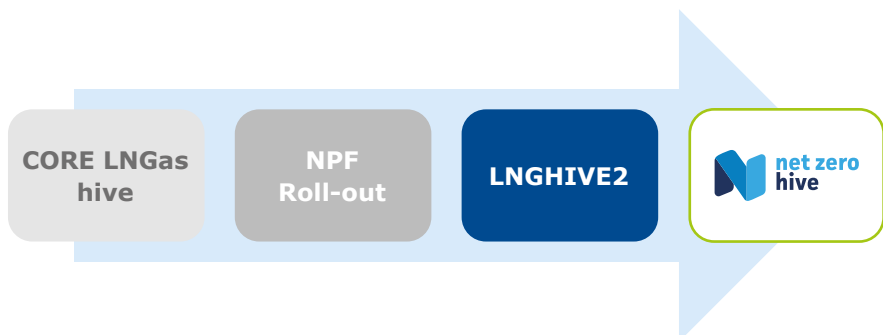 CORE LNGas
hive
NPF
Roll-out
LNGHIVE2
net zero
hive